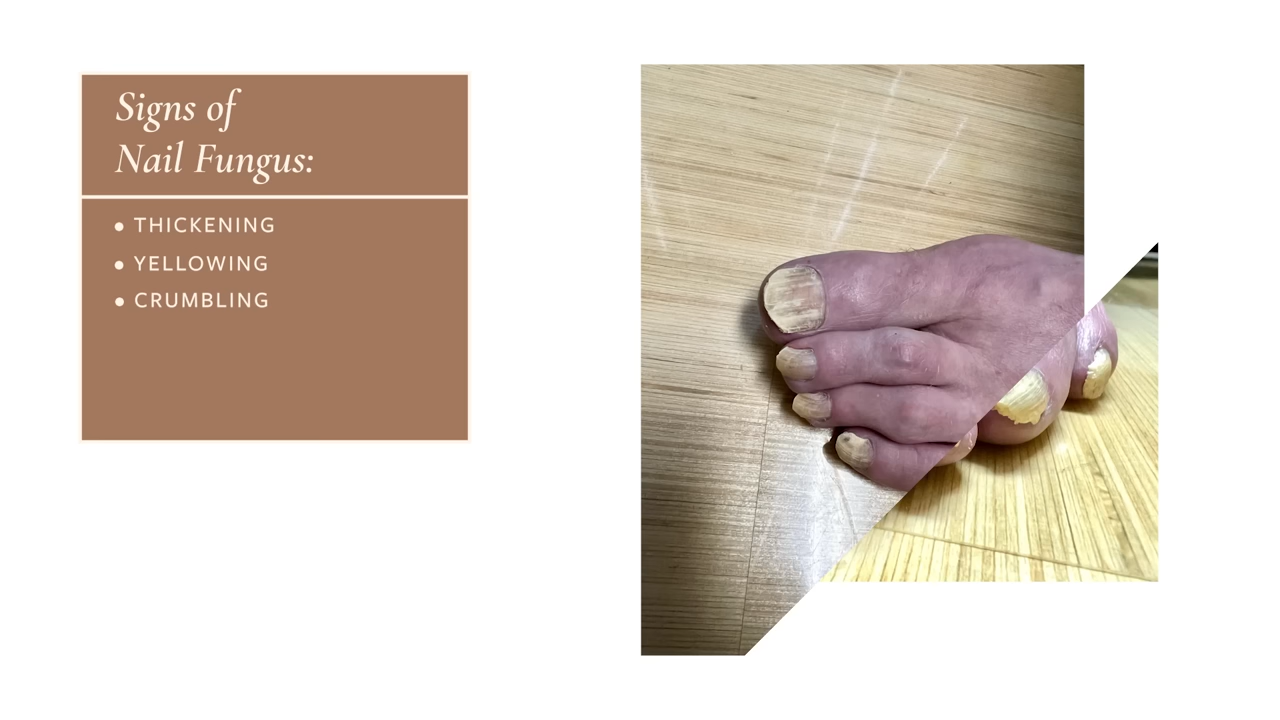 Signs of
Nail Fungus:
• THICKENING
• YELLOWING
• CRUMBLING